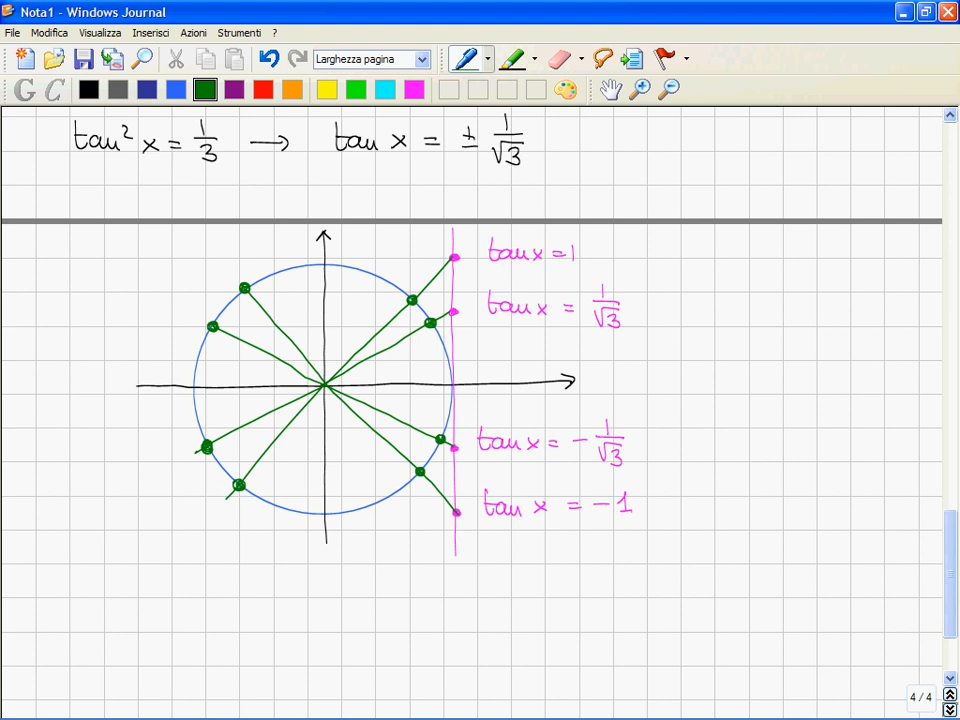 Nota1 - Windows Journal
File Modifica Visualizza Inserisci Azioni Strumenti ?
Larghezza pagina
tan² x = 1/3 → tan x = ± 1/√3
tan x = 1
tan x = 1/√3
tan x = - 1/√3
tan x = - 1
4 / 4